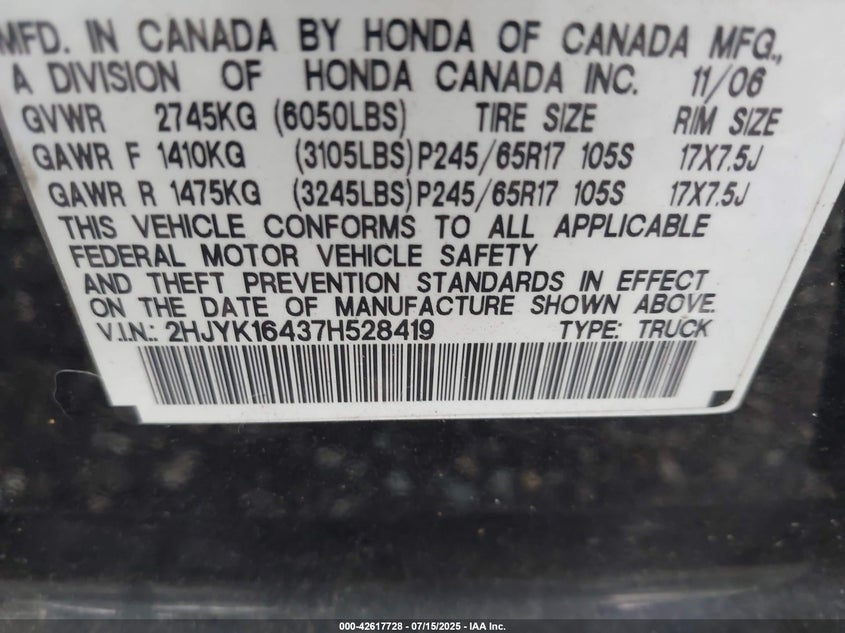 MFD. IN CANADA BY HONDA OF CANADA MFG.,
A DIVISION OF HONDA CANADA INC. 11/06
GVWR 2745KG (6050LBS) TIRE SIZE RIM SIZE
GAWR F 1410KG (3105LBS) P245/65R17 105S 17X7.5J
GAWR R 1475KG (3245LBS) P245/65R17 105S 17X7.5J
THIS VEHICLE CONFORMS TO ALL APPLICABLE
FEDERAL MOTOR VEHICLE SAFETY
AND THEFT PREVENTION STANDARDS IN EFFECT
ON THE DATE OF MANUFACTURE SHOWN ABOVE.
V.I.N.: 2HJYK16437H528419 TYPE: TRUCK
000-42617728 - 07/15/2025 - IAA Inc.